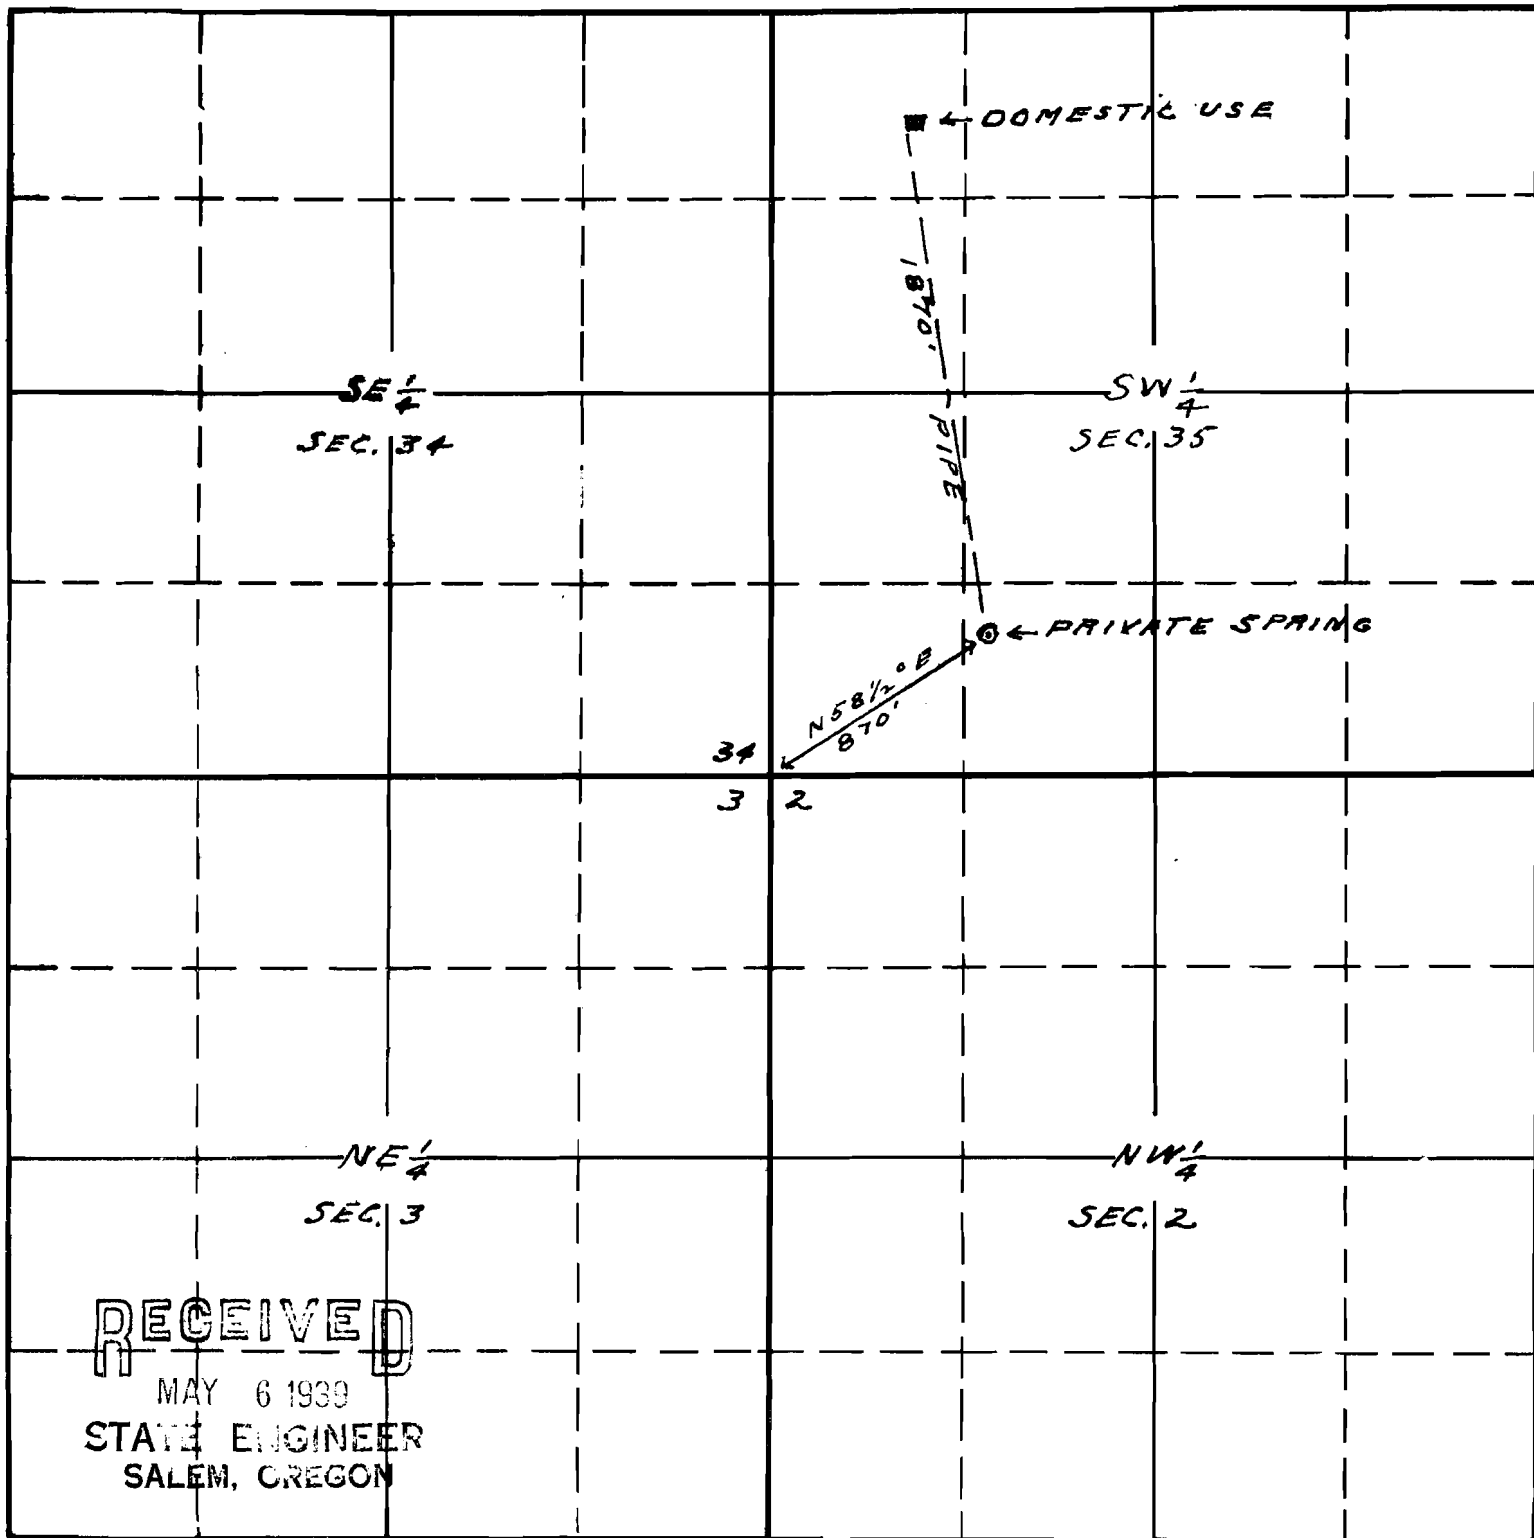 ← DOMESTIC USE
1840'
PIPE
SE 1/4
SEC. 34
SW 1/4
SEC. 35
← PRIVATE SPRING
N 58 1/2° E
870'
34
3 2
NE 1/4
SEC. 3
NW 1/4
SEC. 2
RECEIVED
MAY 6 1939
STATE ENGINEER
SALEM, OREGON